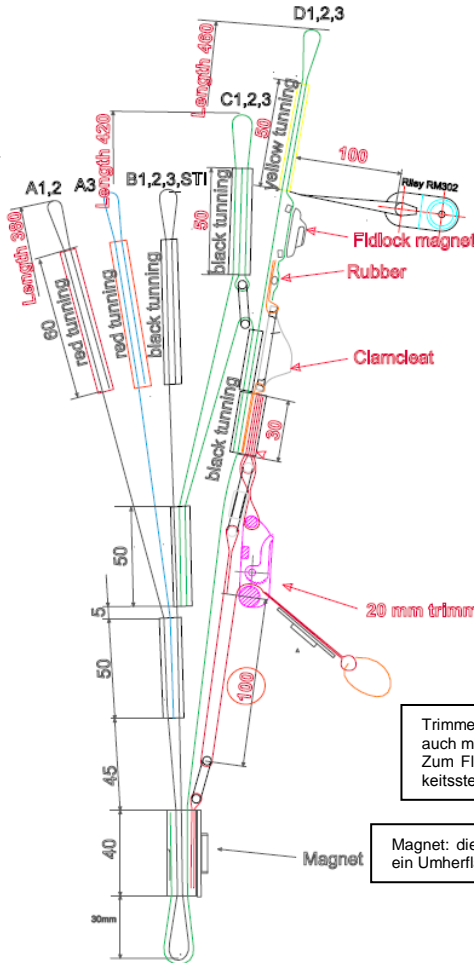 D1,2,3
Length 460
C1,2,3
yellow tunning
50
Length 420
100
A1,2
A3
B1,2,3,STI
Riley RM302
Length 380
black tunning
50
Fidlock magnet
Rubber
60
red tunning
red tunning
black tunning
Clamcleat
black tunning
30
50
5
20 mm trimm
50
100
45
Trimme
auch m
Zum Fl
keitsste
40
Magnet
Magnet: die
ein Umherfl
30mm